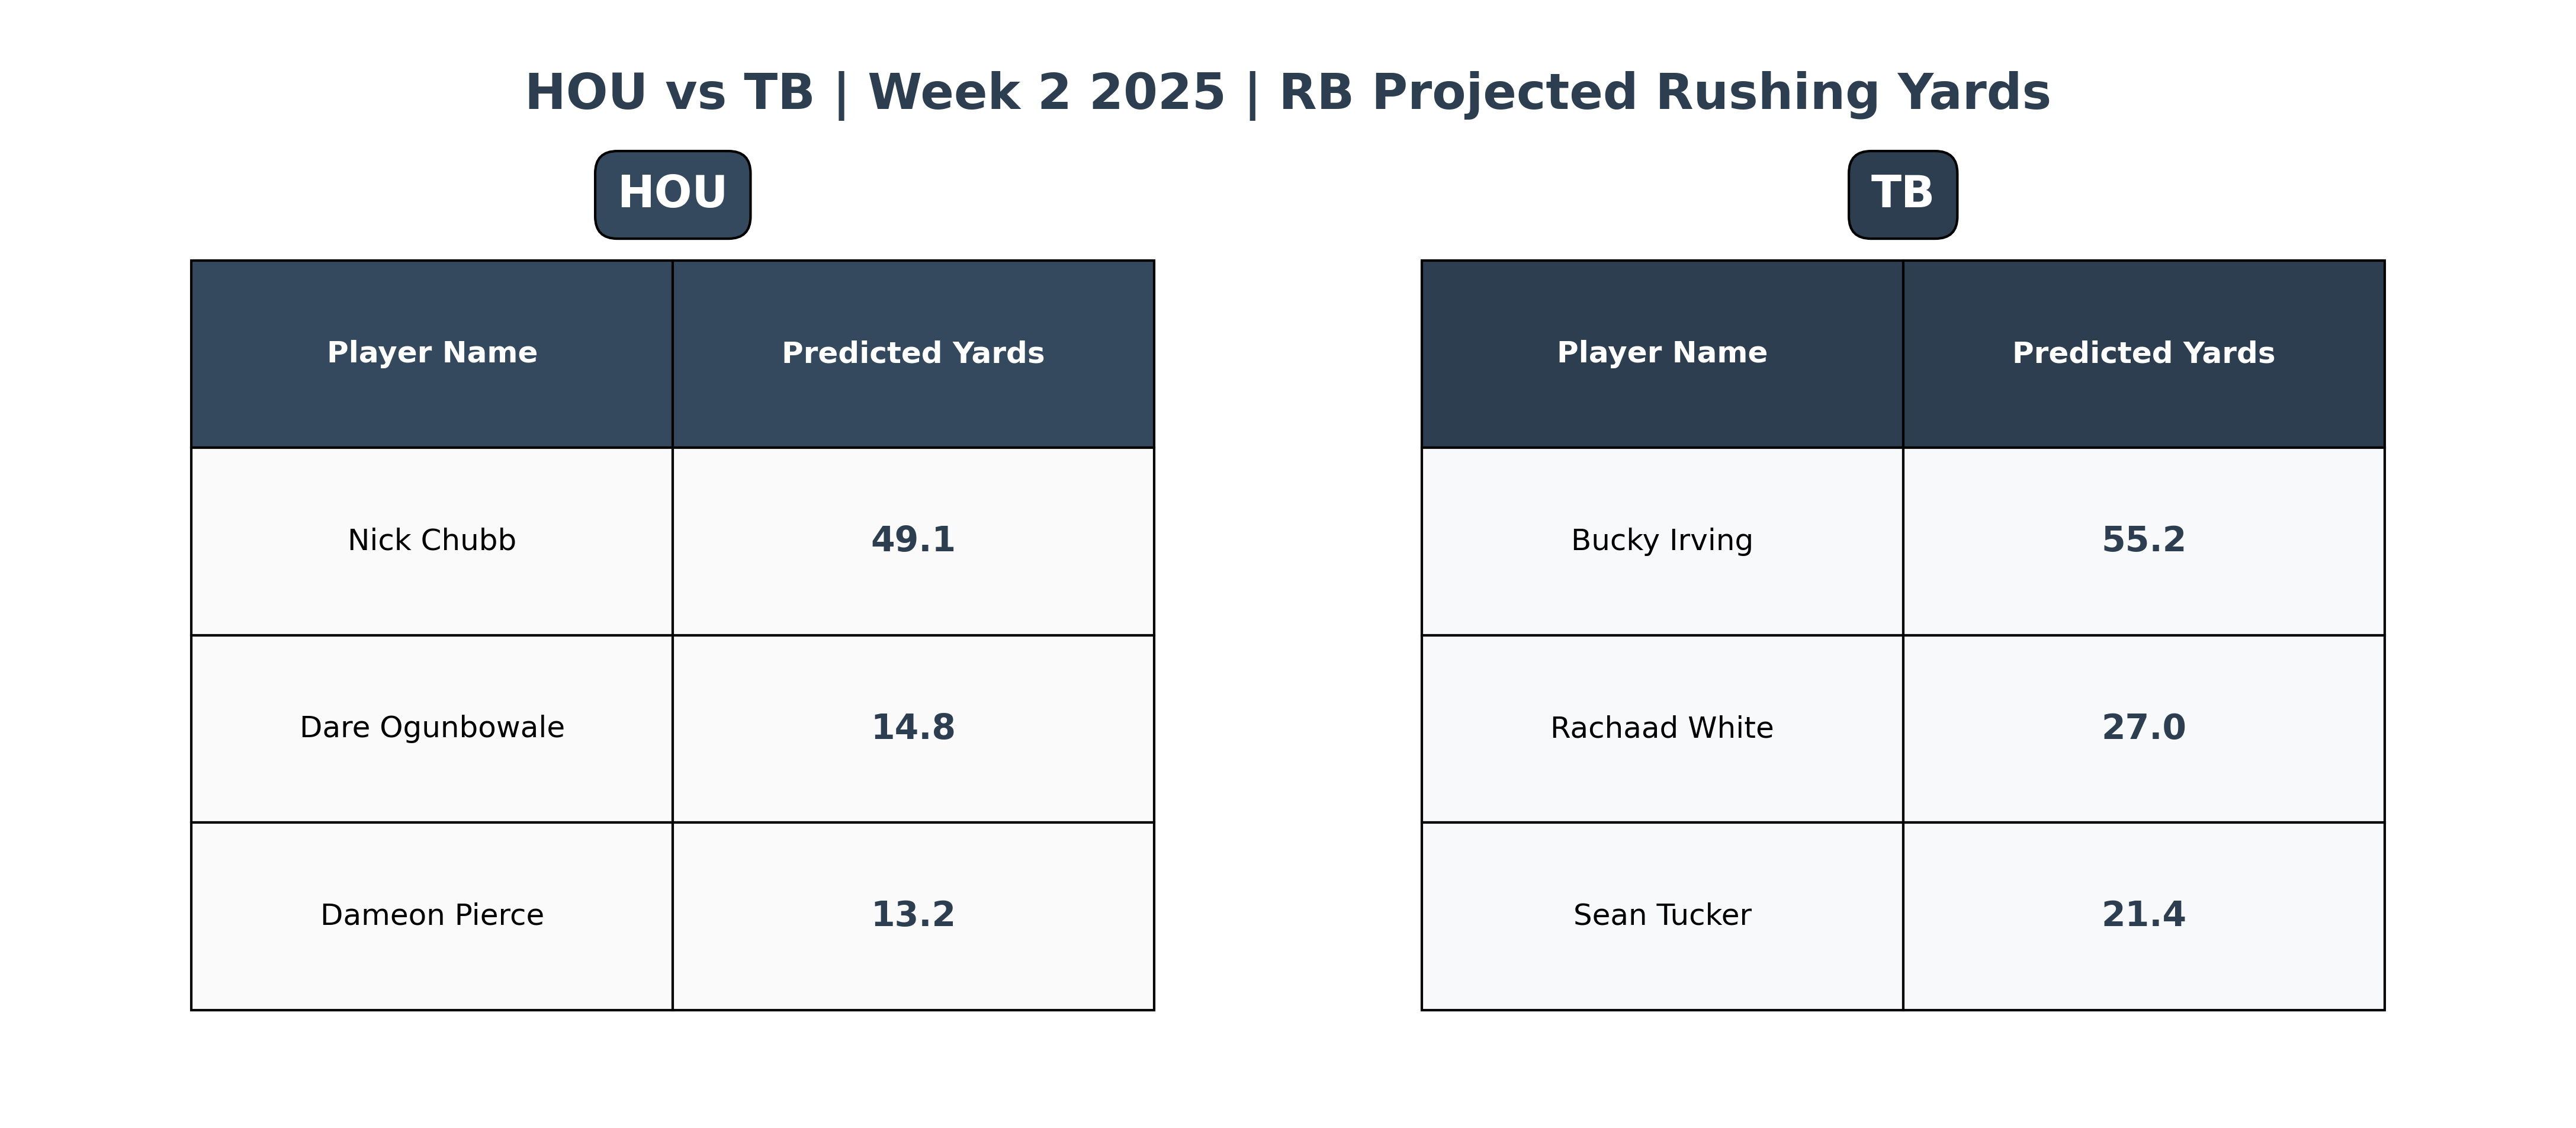 HOU vs TB | Week 2 2025 | RB Projected Rushing Yards
HOU
Player Name Predicted Yards
Nick Chubb 49.1
Dare Ogunbowale 14.8
Dameon Pierce 13.2
TB
Player Name Predicted Yards
Bucky Irving 55.2
Rachaad White 27.0
Sean Tucker 21.4